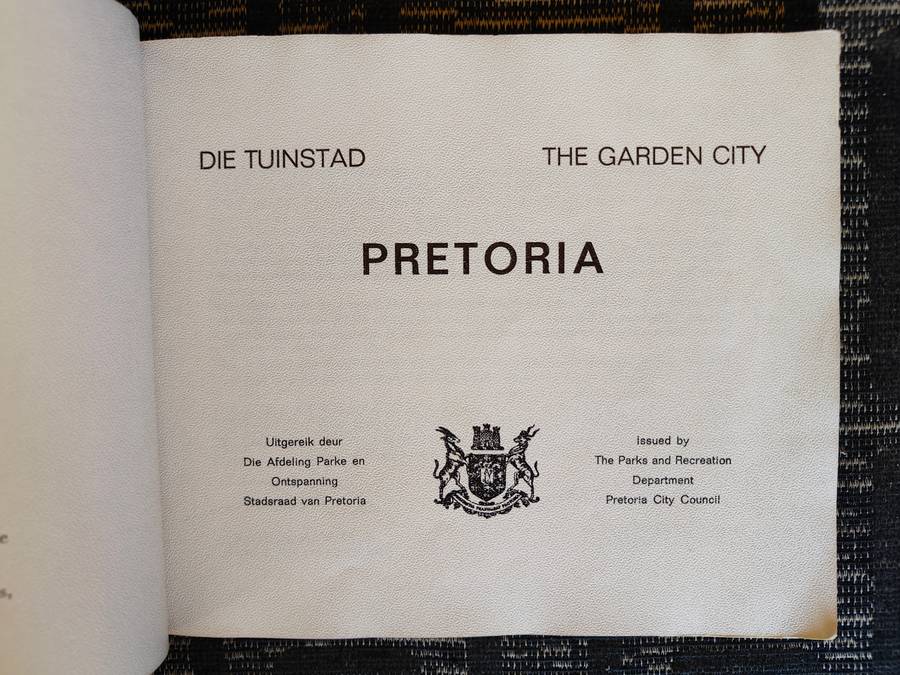 DIE TUINSTAD
THE GARDEN CITY
PRETORIA
Uitgereik deur
Die Afdeling Parke en
Ontspanning
Stadsraad van Pretoria
Issued by
The Parks and Recreation
Department
Pretoria City Council